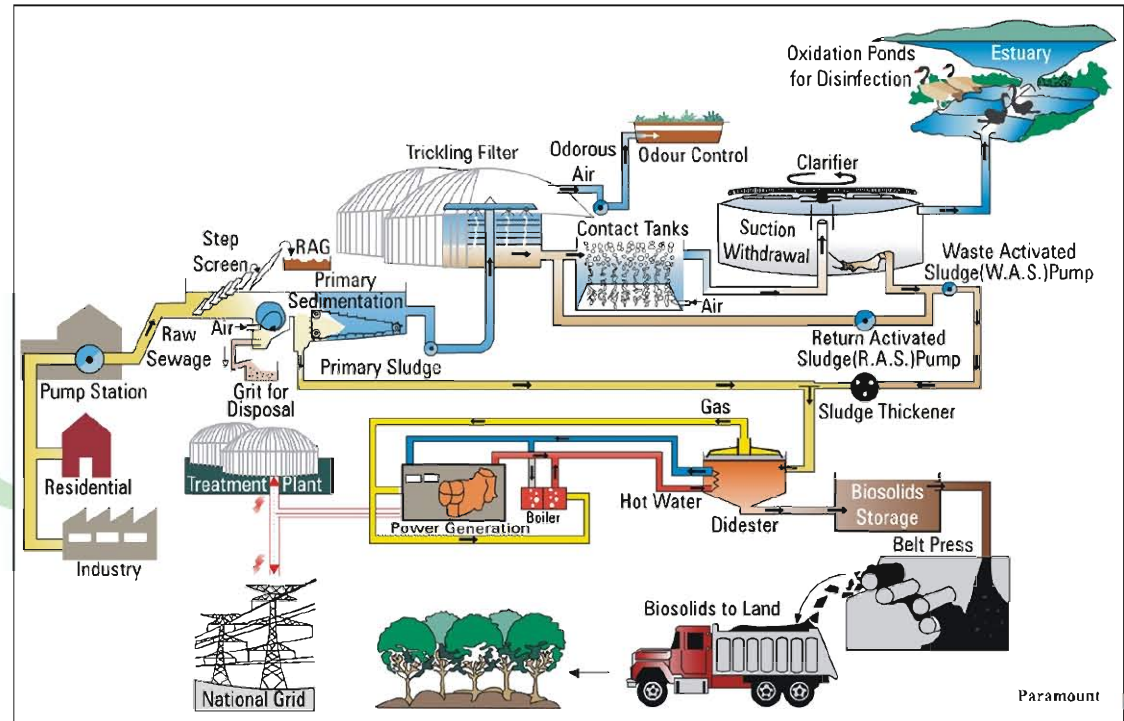 Oxidation Ponds
for Disinfection
Estuary
Trickling Filter
Odorous
Air
Odour Control
Clarifier
Step
Screen
RAG
Contact Tanks
Suction
Withdrawal
Waste Activated
Sludge(W.A.S.)Pump
Primary
Sedimentation
Air
Air
Raw
Sewage
Return Activated
Sludge(R.A.S.)Pump
Pump Station
Grit for
Disposal
Primary Sludge
Sludge Thickener
Gas
Residential
Treatment Plant
Power Generation
Boiler
Hot Water
Didester
Biosolids
Storage
Industry
Belt Press
Biosolids to Land
National Grid
Paramount